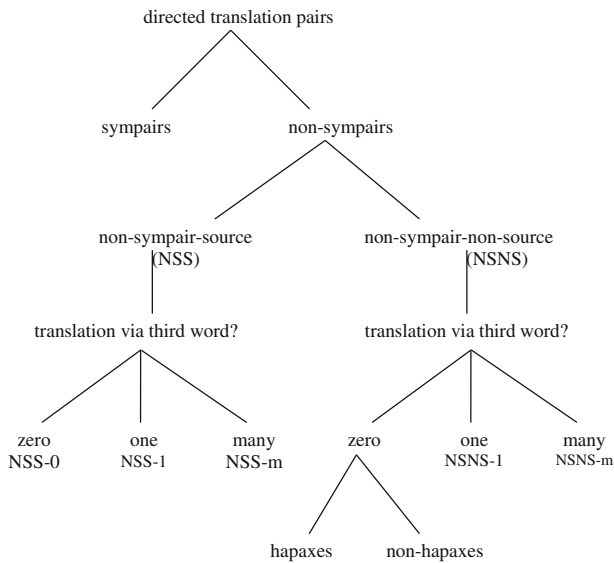 directed translation pairs
sympairs
non-sympairs
non-sympair-source
(NSS)
non-sympair-non-source
(NSNS)
translation via third word?
translation via third word?
zero
NSS-0
one
NSS-1
many
NSS-m
zero
one
NSNS-1
many
NSNS-m
hapaxes
non-hapaxes